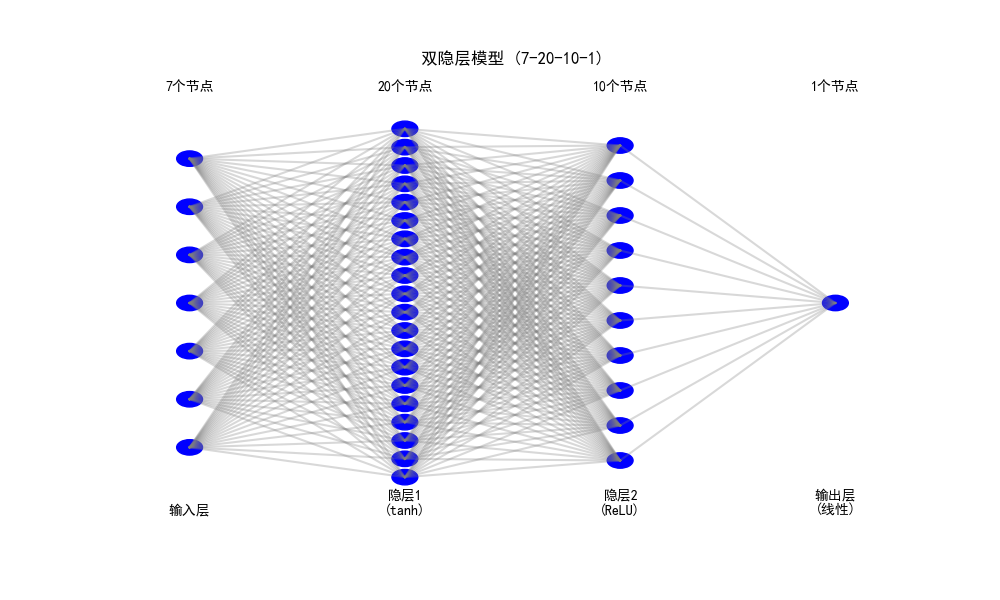 双隐层模型 (7-20-10-1)
7个节点
20个节点
10个节点
1个节点
输入层
隐层1
(tanh)
隐层2
(ReLU)
输出层
(线性)